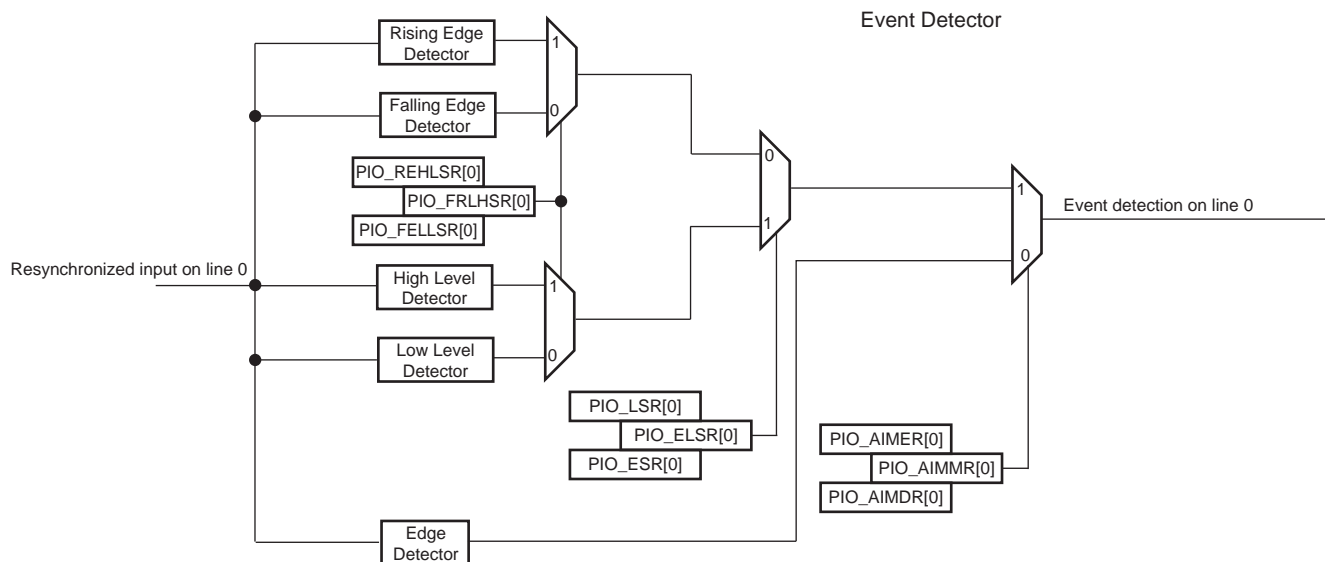 Event Detector
Rising Edge
Detector
1
Falling Edge
Detector
0
0
PIO_REHLSR[0]
PIO_FRLHSR[0]
PIO_FELLSR[0]
1
Event detection on line 0
1
0
Resynchronized input on line 0
High Level
Detector
1
Low Level
Detector
0
PIO_LSR[0]
PIO_ELSR[0]
PIO_ESR[0]
PIO_AIMER[0]
PIO_AIMMR[0]
PIO_AIMDR[0]
Edge
Detector